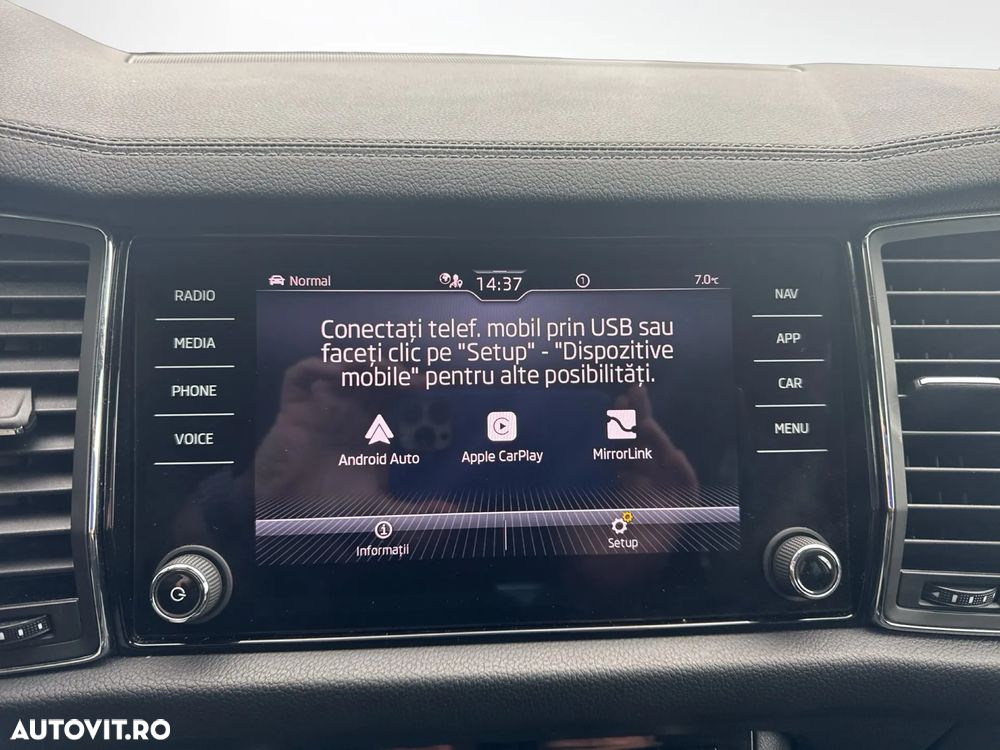 Normal
14:37
1
7.0°C
RADIO
MEDIA
PHONE
VOICE
Conectați telef. mobil prin USB sau
faceți clic pe "Setup" - "Dispozitive
mobile" pentru alte posibilități.
Android Auto
Apple CarPlay
MirrorLink
Informații
Setup
NAV
APP
CAR
MENU
AUTOVIT.RO